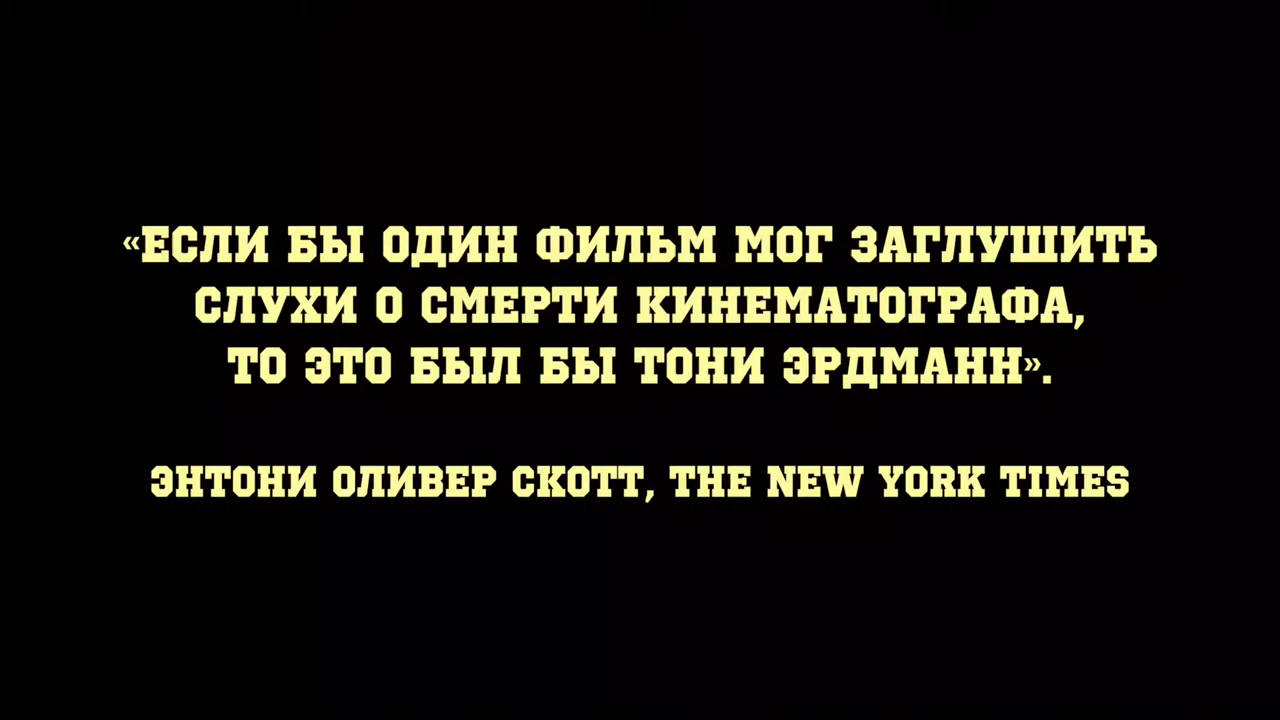 «ЕСЛИ БЫ ОДИН ФИЛЬМ МОГ ЗАГЛУШИТЬ
СЛУХИ О СМЕРТИ КИНЕМАТОГРАФА,
ТО ЭТО БЫЛ БЫ ТОНИ ЭРДМАНН».
ЭНТОНИ ОЛИВЕР СКОТТ, THE NEW YORK TIMES